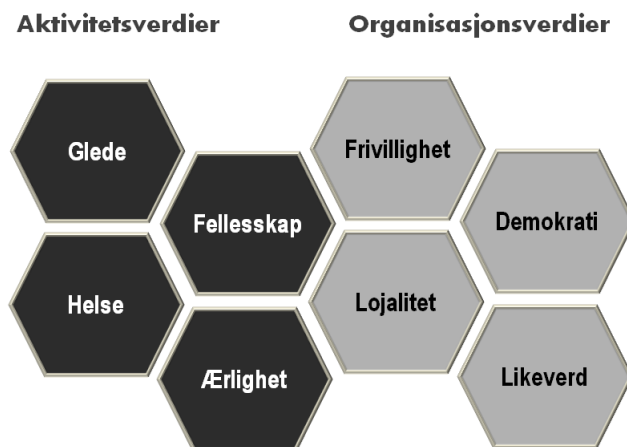 Aktivitetsverdier
Organisasjonsverdier
Glede
Fellesskap
Helse
Ærlighet
Frivillighet
Demokrati
Lojalitet
Likeverd